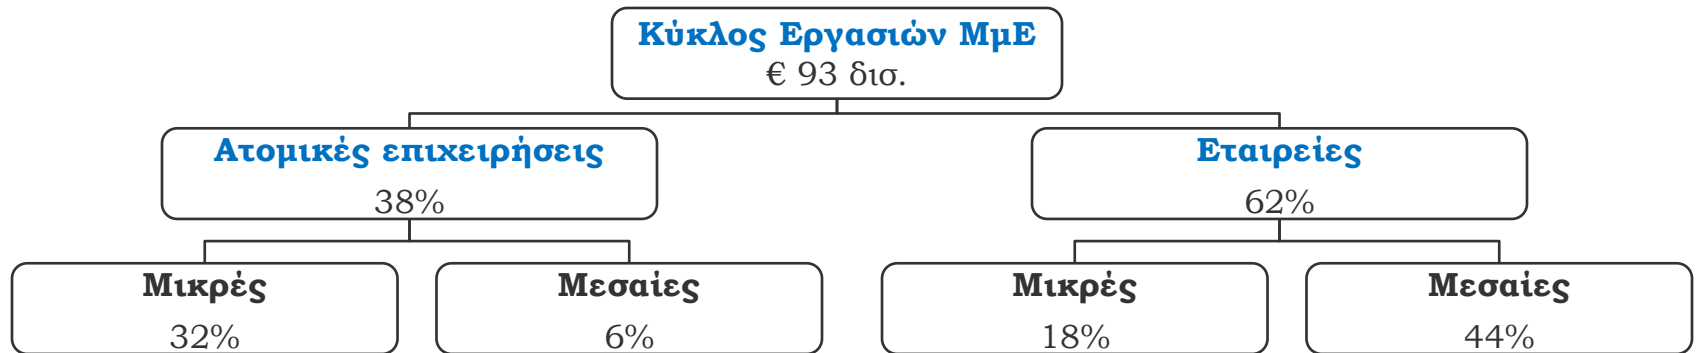 Κύκλος Εργασιών ΜμΕ
€ 93 δισ.
Ατομικές επιχειρήσεις
38%
Εταιρείες
62%
Μικρές
32%
Μεσαίες
6%
Μικρές
18%
Μεσαίες
44%